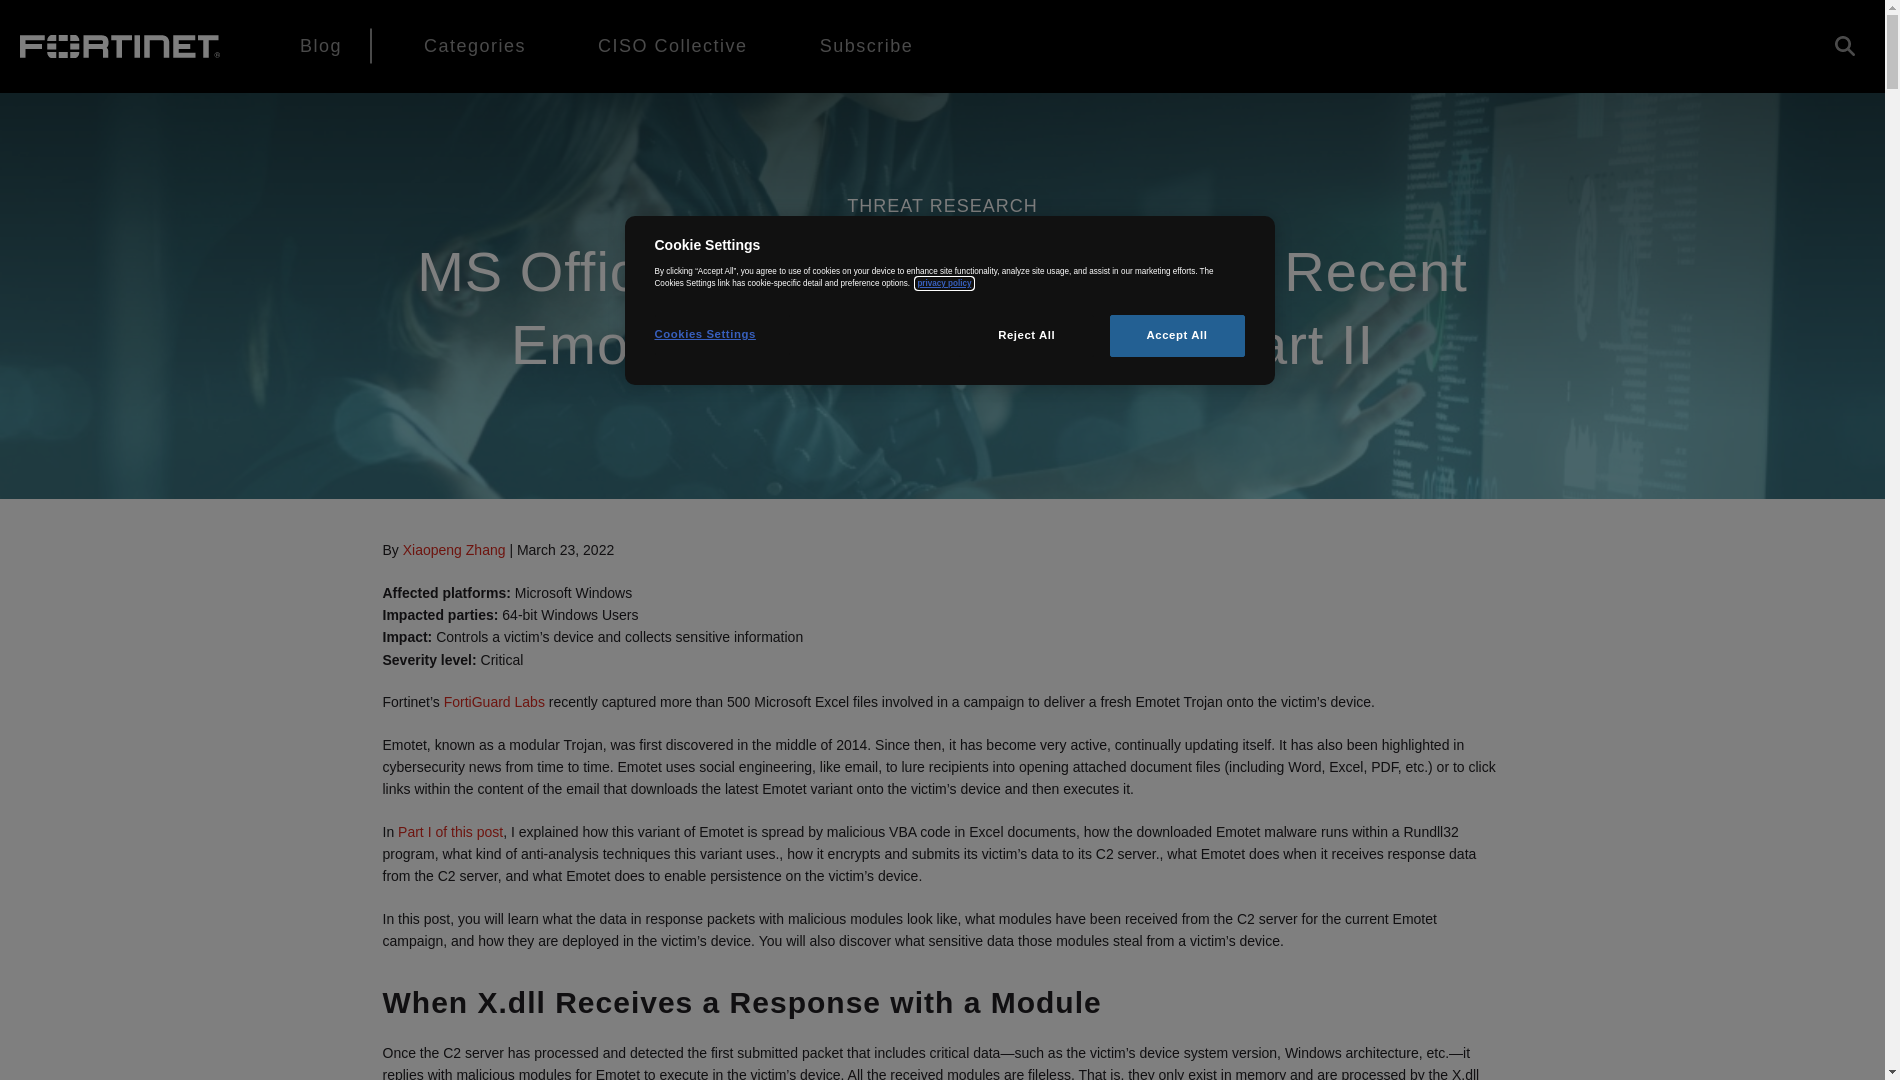 FORTINET
Blog
Categories
CISO Collective
Subscribe
THREAT RESEARCH
MS Offic Recent
Emo art II
Cookie Settings
By clicking “Accept All”, you agree to use of cookies on your device to enhance site functionality, analyze site usage, and assist in our marketing efforts. The
Cookies Settings link has cookie-specific detail and preference options. privacy policy
Cookies Settings
Reject All
Accept All
By Xiaopeng Zhang | March 23, 2022
Affected platforms: Microsoft Windows
Impacted parties: 64-bit Windows Users
Impact: Controls a victim’s device and collects sensitive information
Severity level: Critical
Fortinet’s FortiGuard Labs recently captured more than 500 Microsoft Excel files involved in a campaign to deliver a fresh Emotet Trojan onto the victim’s device.
Emotet, known as a modular Trojan, was first discovered in the middle of 2014. Since then, it has become very active, continually updating itself. It has also been highlighted in
cybersecurity news from time to time. Emotet uses social engineering, like email, to lure recipients into opening attached document files (including Word, Excel, PDF, etc.) or to click
links within the content of the email that downloads the latest Emotet variant onto the victim’s device and then executes it.
In Part I of this post, I explained how this variant of Emotet is spread by malicious VBA code in Excel documents, how the downloaded Emotet malware runs within a Rundll32
program, what kind of anti-analysis techniques this variant uses., how it encrypts and submits its victim’s data to its C2 server., what Emotet does when it receives response data
from the C2 server, and what Emotet does to enable persistence on the victim’s device.
In this post, you will learn what the data in response packets with malicious modules look like, what modules have been received from the C2 server for the current Emotet
campaign, and how they are deployed in the victim’s device. You will also discover what sensitive data those modules steal from a victim’s device.
When X.dll Receives a Response with a Module
Once the C2 server has processed and detected the first submitted packet that includes critical data—such as the victim’s device system version, Windows architecture, etc.—it
replies with malicious modules for Emotet to execute in the victim’s device. All the received modules are fileless. That is, they only exist in memory and are processed by the X.dll